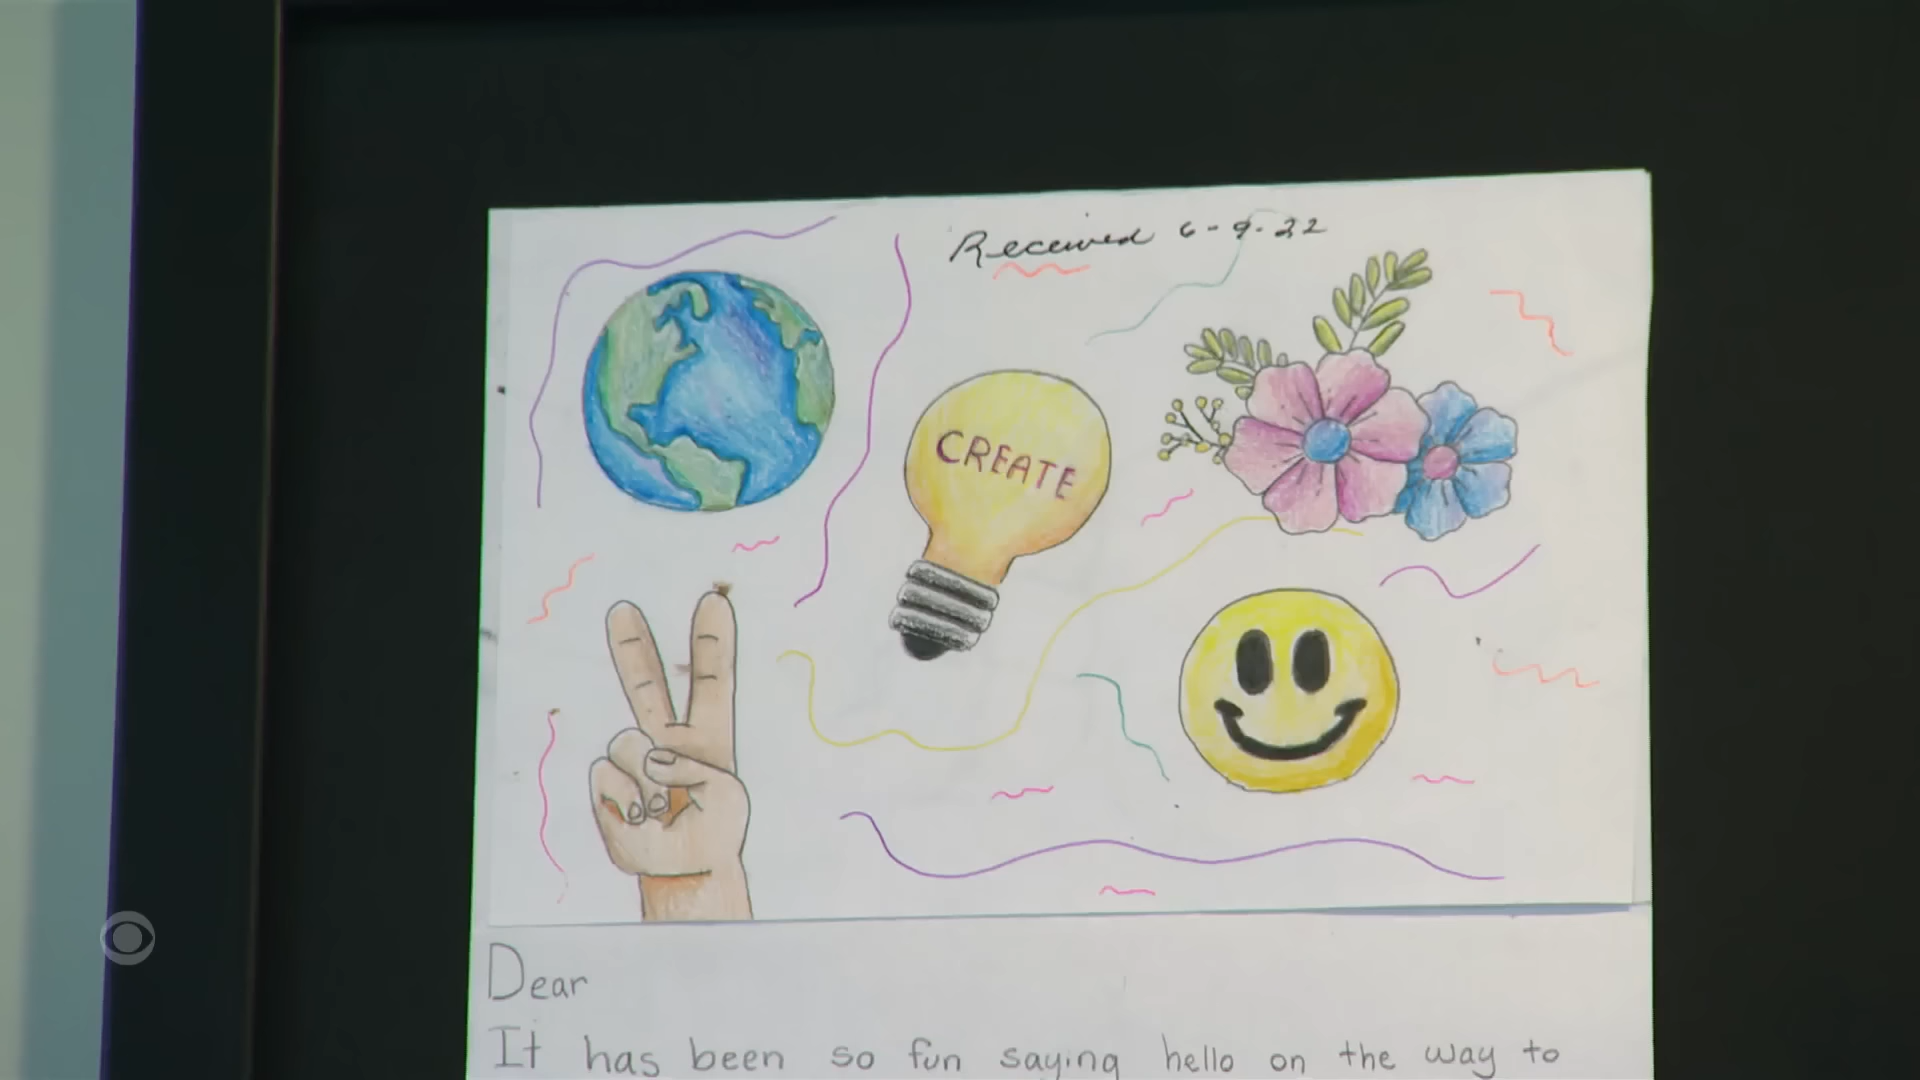 Received 6-9-22
CREATE
Dear
It has been so fun saying hello on the way to